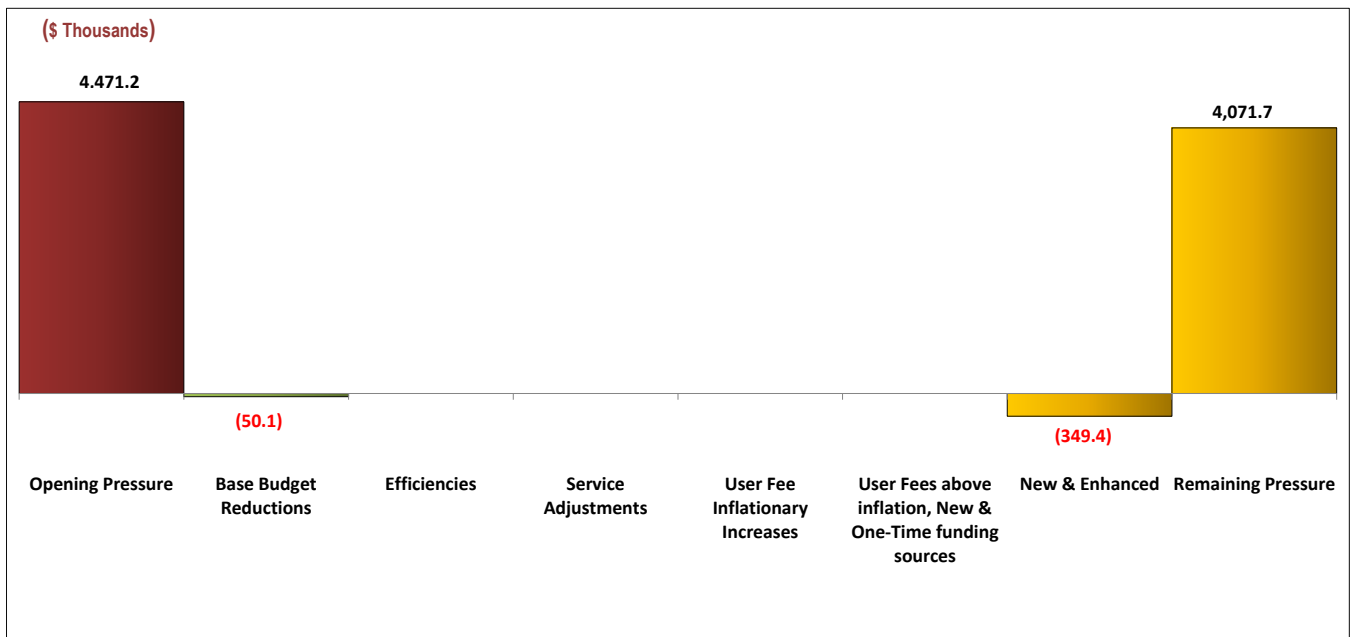 ($ Thousands)
4.471.2
4,071.7
(50.1)
(349.4)
Opening Pressure
Base Budget
Reductions
Efficiencies
Service
Adjustments
User Fee
Inflationary
Increases
User Fees above
inflation, New &
One-Time funding
sources
New & Enhanced
Remaining Pressure